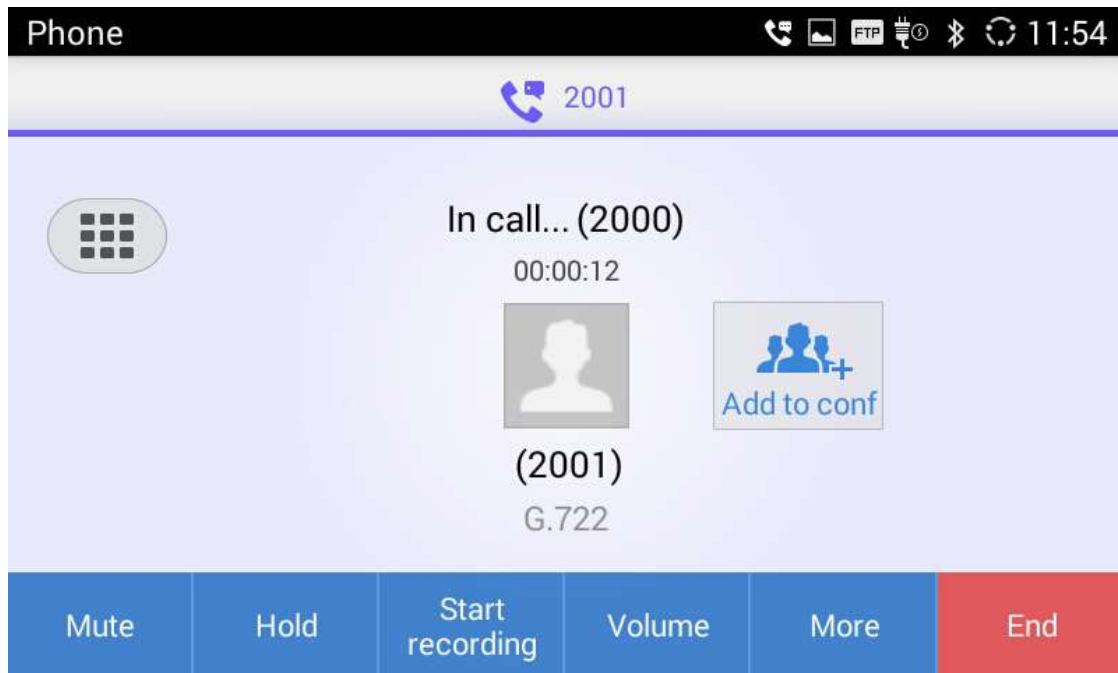 Phone
FTP
11:54
2001
In call... (2000)
00:00:12
Add to conf
(2001)
G.722
Mute
Hold
Start
recording
Volume
More
End